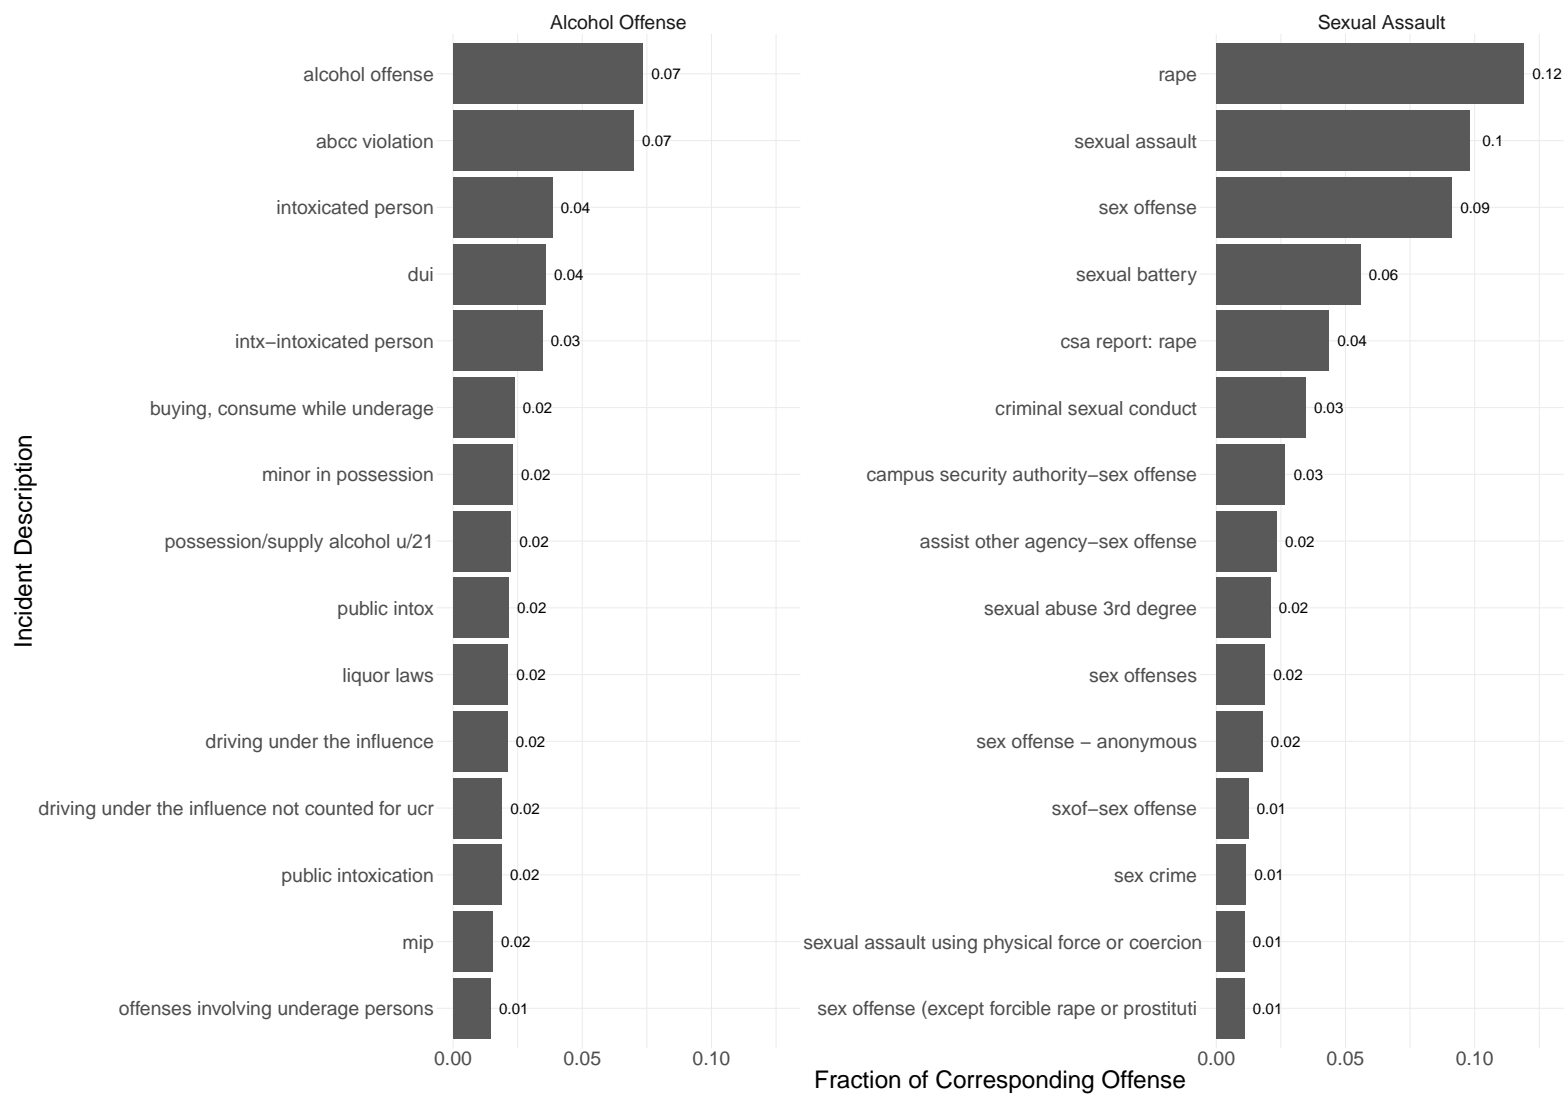 Alcohol Offense
alcohol offense 0.07
abcc violation 0.07
intoxicated person 0.04
dui 0.04
intx−intoxicated person 0.03
buying, consume while underage 0.02
minor in possession 0.02
possession/supply alcohol u/21 0.02
public intox 0.02
liquor laws 0.02
driving under the influence 0.02
driving under the influence not counted for ucr 0.02
public intoxication 0.02
mip 0.02
offenses involving underage persons 0.01
0.00 0.05 0.10
Sexual Assault
rape 0.12
sexual assault 0.1
sex offense 0.09
sexual battery 0.06
csa report: rape 0.04
criminal sexual conduct 0.03
campus security authority−sex offense 0.03
assist other agency−sex offense 0.02
sexual abuse 3rd degree 0.02
sex offenses 0.02
sex offense − anonymous 0.02
sxof−sex offense 0.01
sex crime 0.01
sexual assault using physical force or coercion 0.01
sex offense (except forcible rape or prostituti 0.01
0.00 0.05 0.10
Fraction of Corresponding Offense
Incident Description